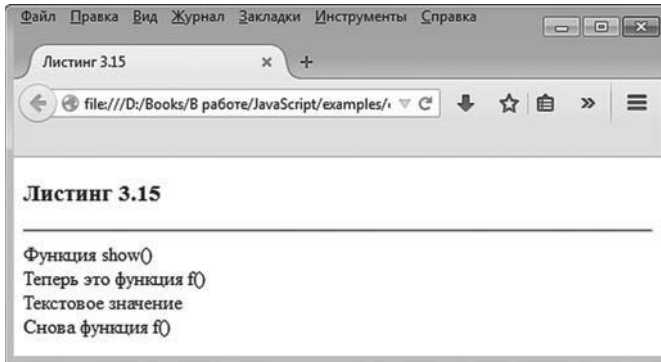 Файл Правка Вид Журнал Закладки Инструменты Справка
Листинг 3.15
file:///D:/Books/В работе/JavaScript/examples/
Листинг 3.15
Функция show()
Теперь это функция f()
Текстовое значение
Снова функция f()